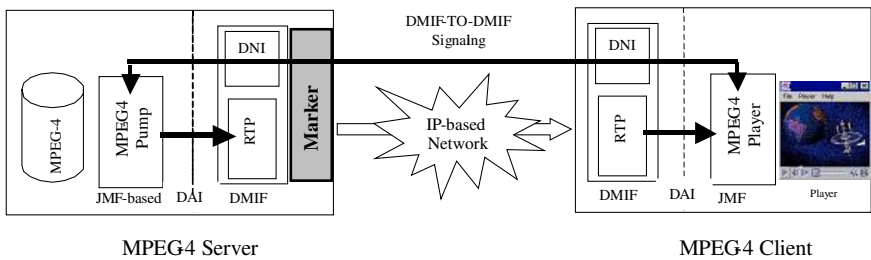 DMIF-TO-DMIF
Signaing
DNI
DNI
MPEG-4
MPEG4
Pump
RTP
Marker
IP-based
Network
RTP
MPEG4
Player
File Player Help
JMF-based
DAI
DMIF
DMIF
DAI
JMF
Player
MPEG4 Server
MPEG4 Client